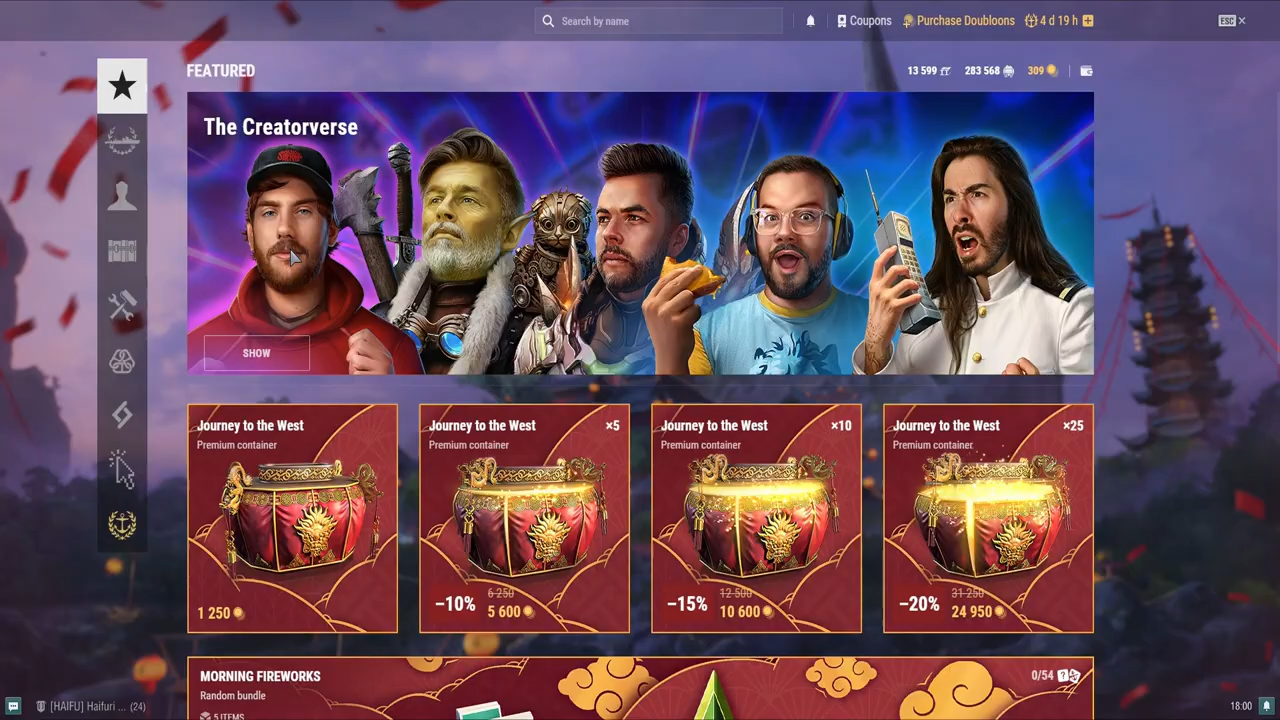 Search by name
Coupons
Purchase Doubloons
4 d 19 h
ESC
FEATURED
13 599
283 568
309
The Creatorverse
SHOW
Journey to the West
Premium container
1 250
Journey to the West
×5
Premium container
−10%
6 250
5 600
Journey to the West
×10
Premium container
−15%
12 500
10 600
Journey to the West
×25
Premium container
−20%
31 250
24 950
MORNING FIREWORKS
0/54
Random bundle
5 ITEMS
[HAIFU] Haifuri ... (24)
18:00